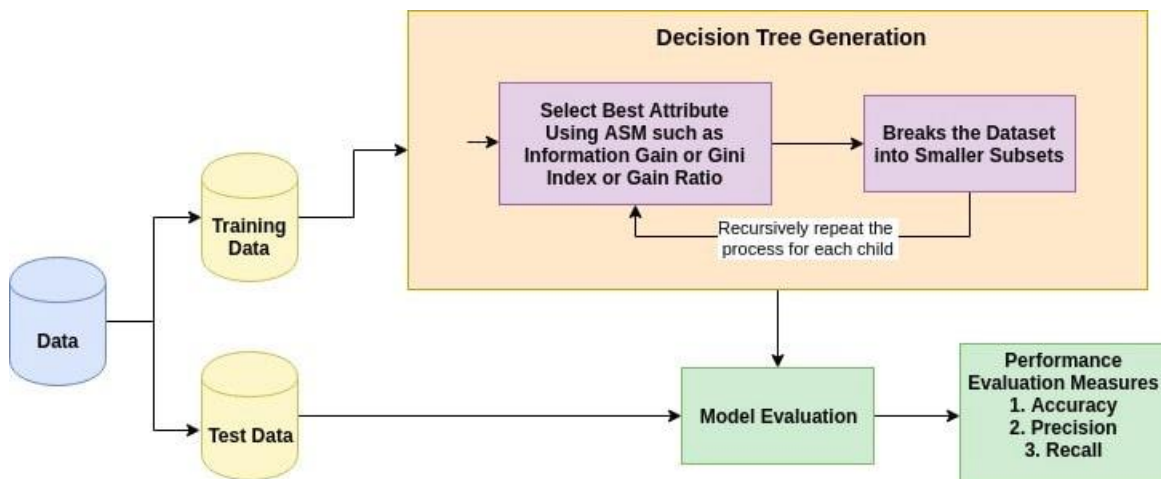 Decision Tree Generation
Select Best Attribute
Using ASM such as
Information Gain or Gini
Index or Gain Ratio
Breaks the Dataset
into Smaller Subsets
Recursively repeat the
process for each child
Training
Data
Data
Test Data
Model Evaluation
Performance
Evaluation Measures
1. Accuracy
2. Precision
3. Recall